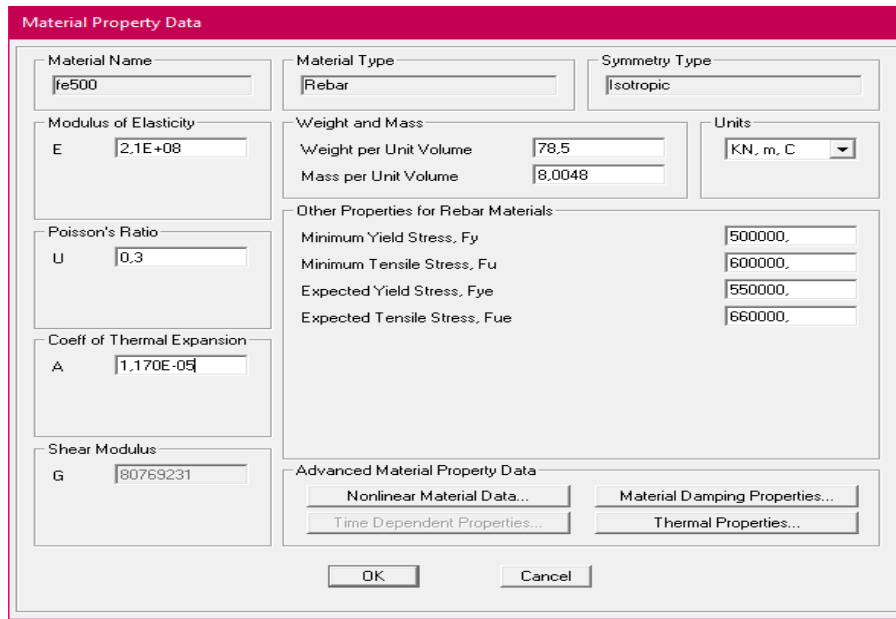 Material Property Data
Material Name
fe500
Material Type
Rebar
Symmetry Type
Isotropic
Modulus of Elasticity
E 2,1E+08
Weight and Mass
Weight per Unit Volume 78,5
Mass per Unit Volume 8,0048
Units
KN, m, C
Poisson's Ratio
U 0,3
Other Properties for Rebar Materials
Minimum Yield Stress, Fy 500000,
Minimum Tensile Stress, Fu 600000,
Expected Yield Stress, Fye 550000,
Expected Tensile Stress, Fue 660000,
Coeff of Thermal Expansion
A 1,170E-05
Shear Modulus
G 80769231
Advanced Material Property Data
Nonlinear Material Data... Material Damping Properties...
Time Dependent Properties... Thermal Properties...
OK Cancel